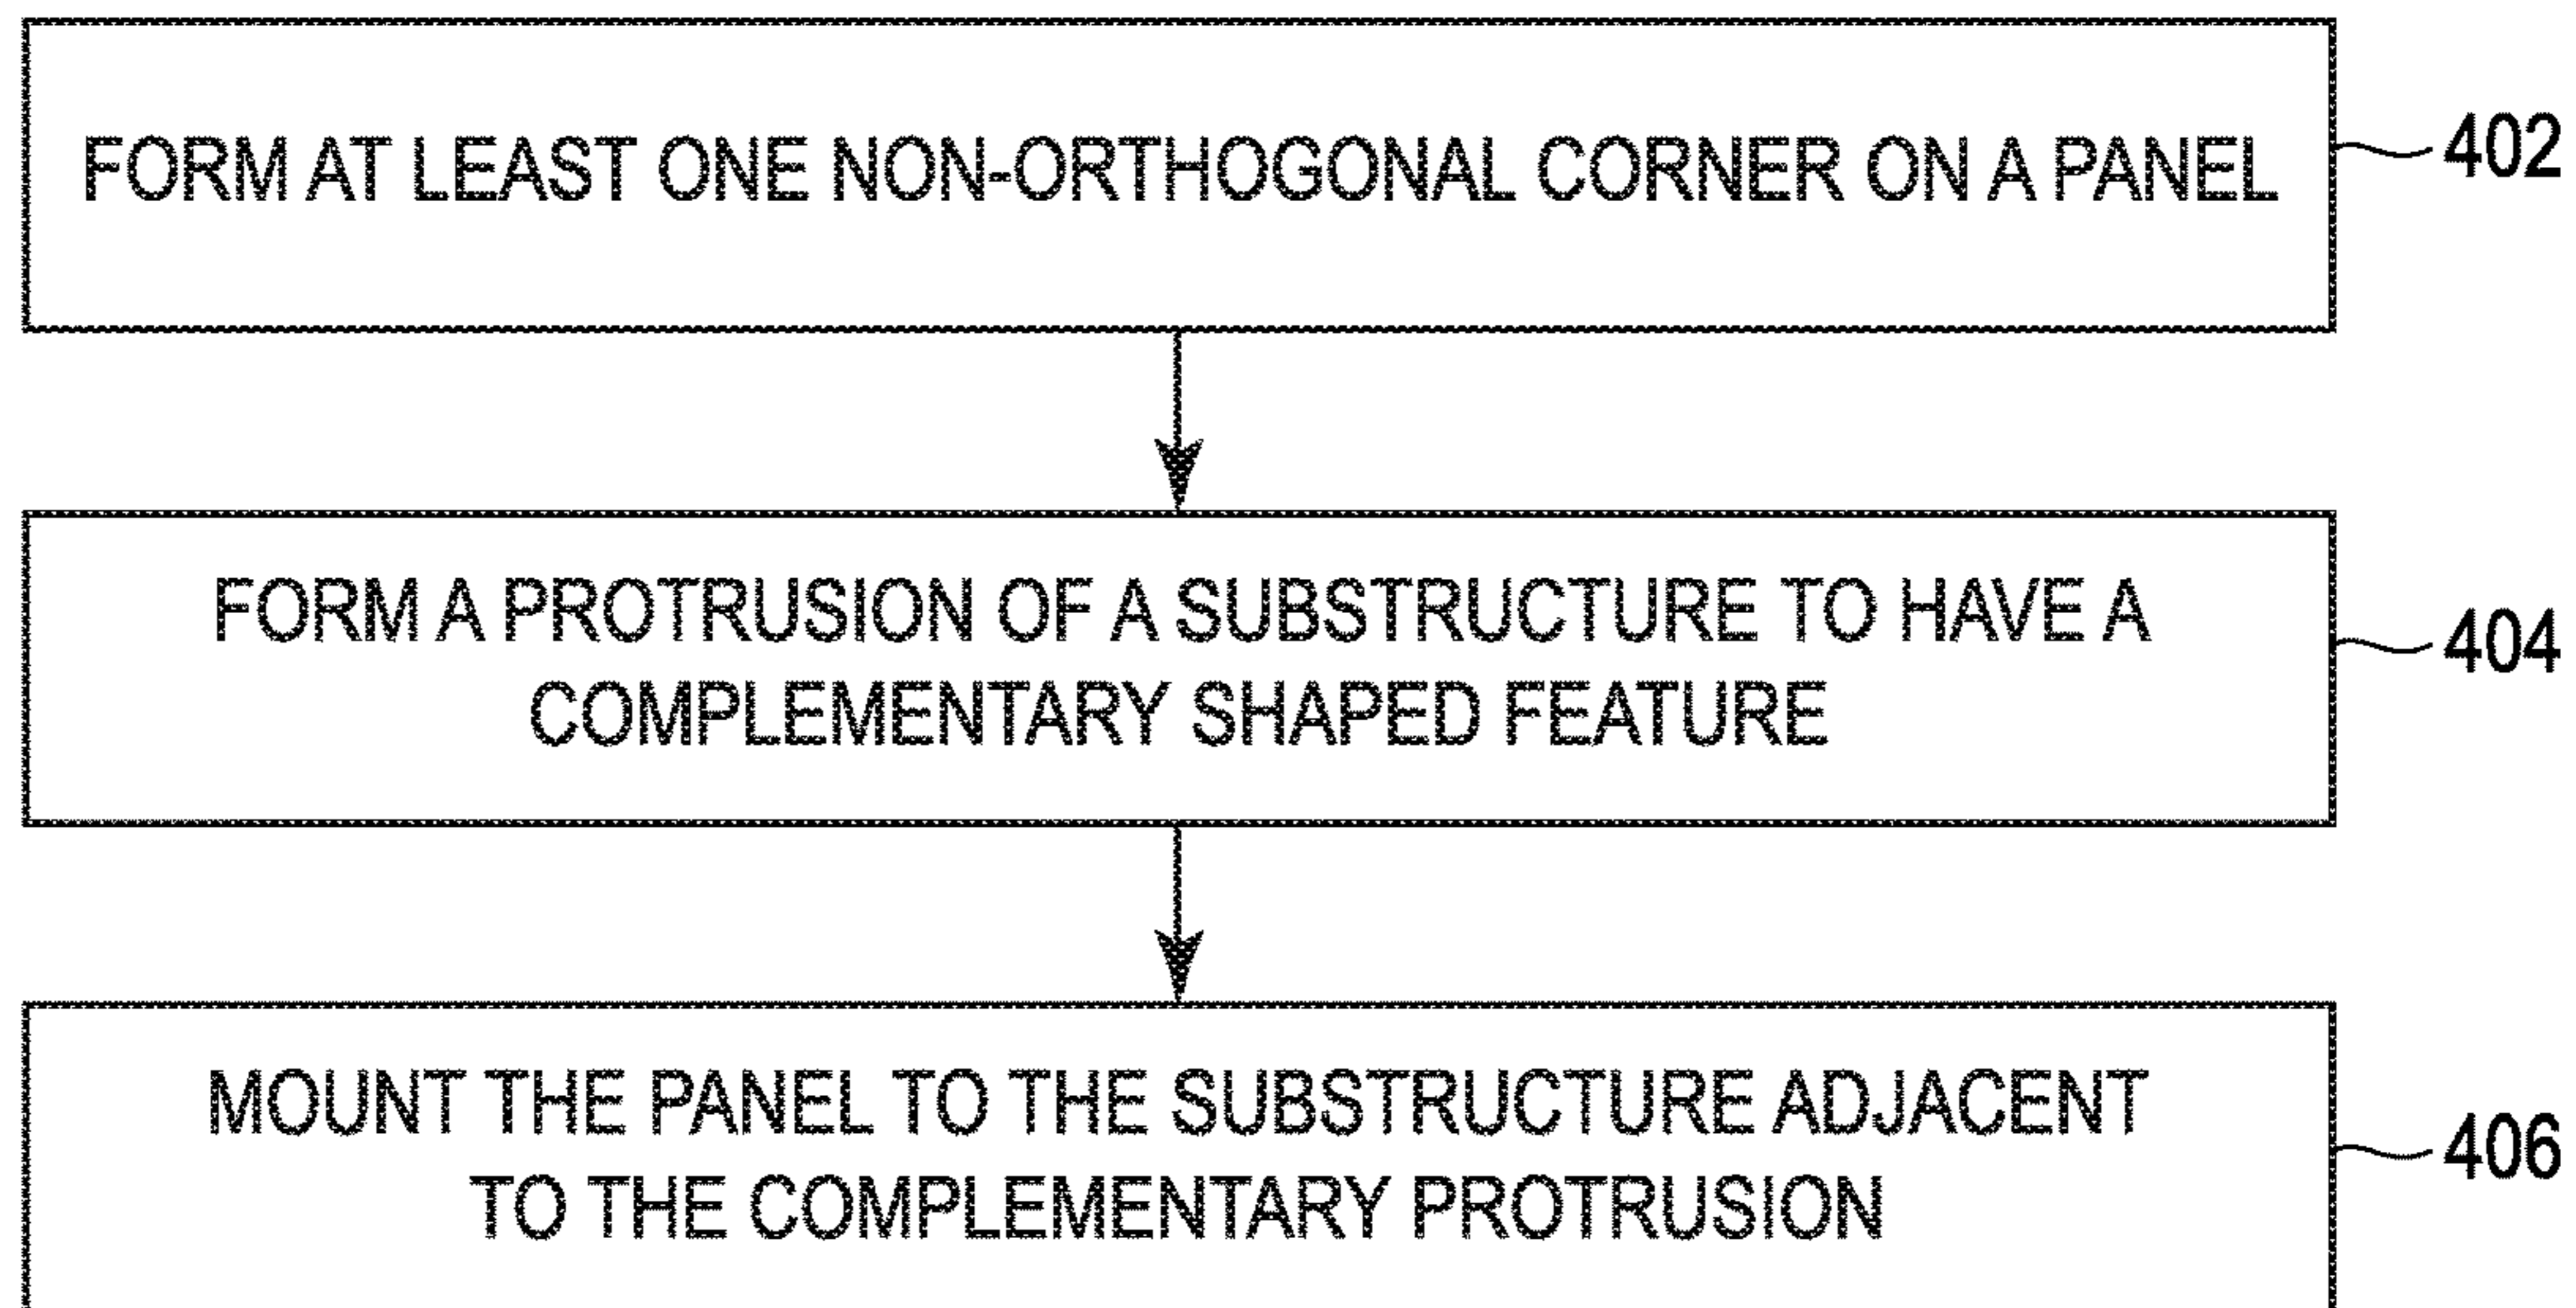 FORM AT LEAST ONE NON-ORTHOGONAL CORNER ON A PANEL
402
FORM A PROTRUSION OF A SUBSTRUCTURE TO HAVE A
COMPLEMENTARY SHAPED FEATURE
404
MOUNT THE PANEL TO THE SUBSTRUCTURE ADJACENT
TO THE COMPLEMENTARY PROTRUSION
406